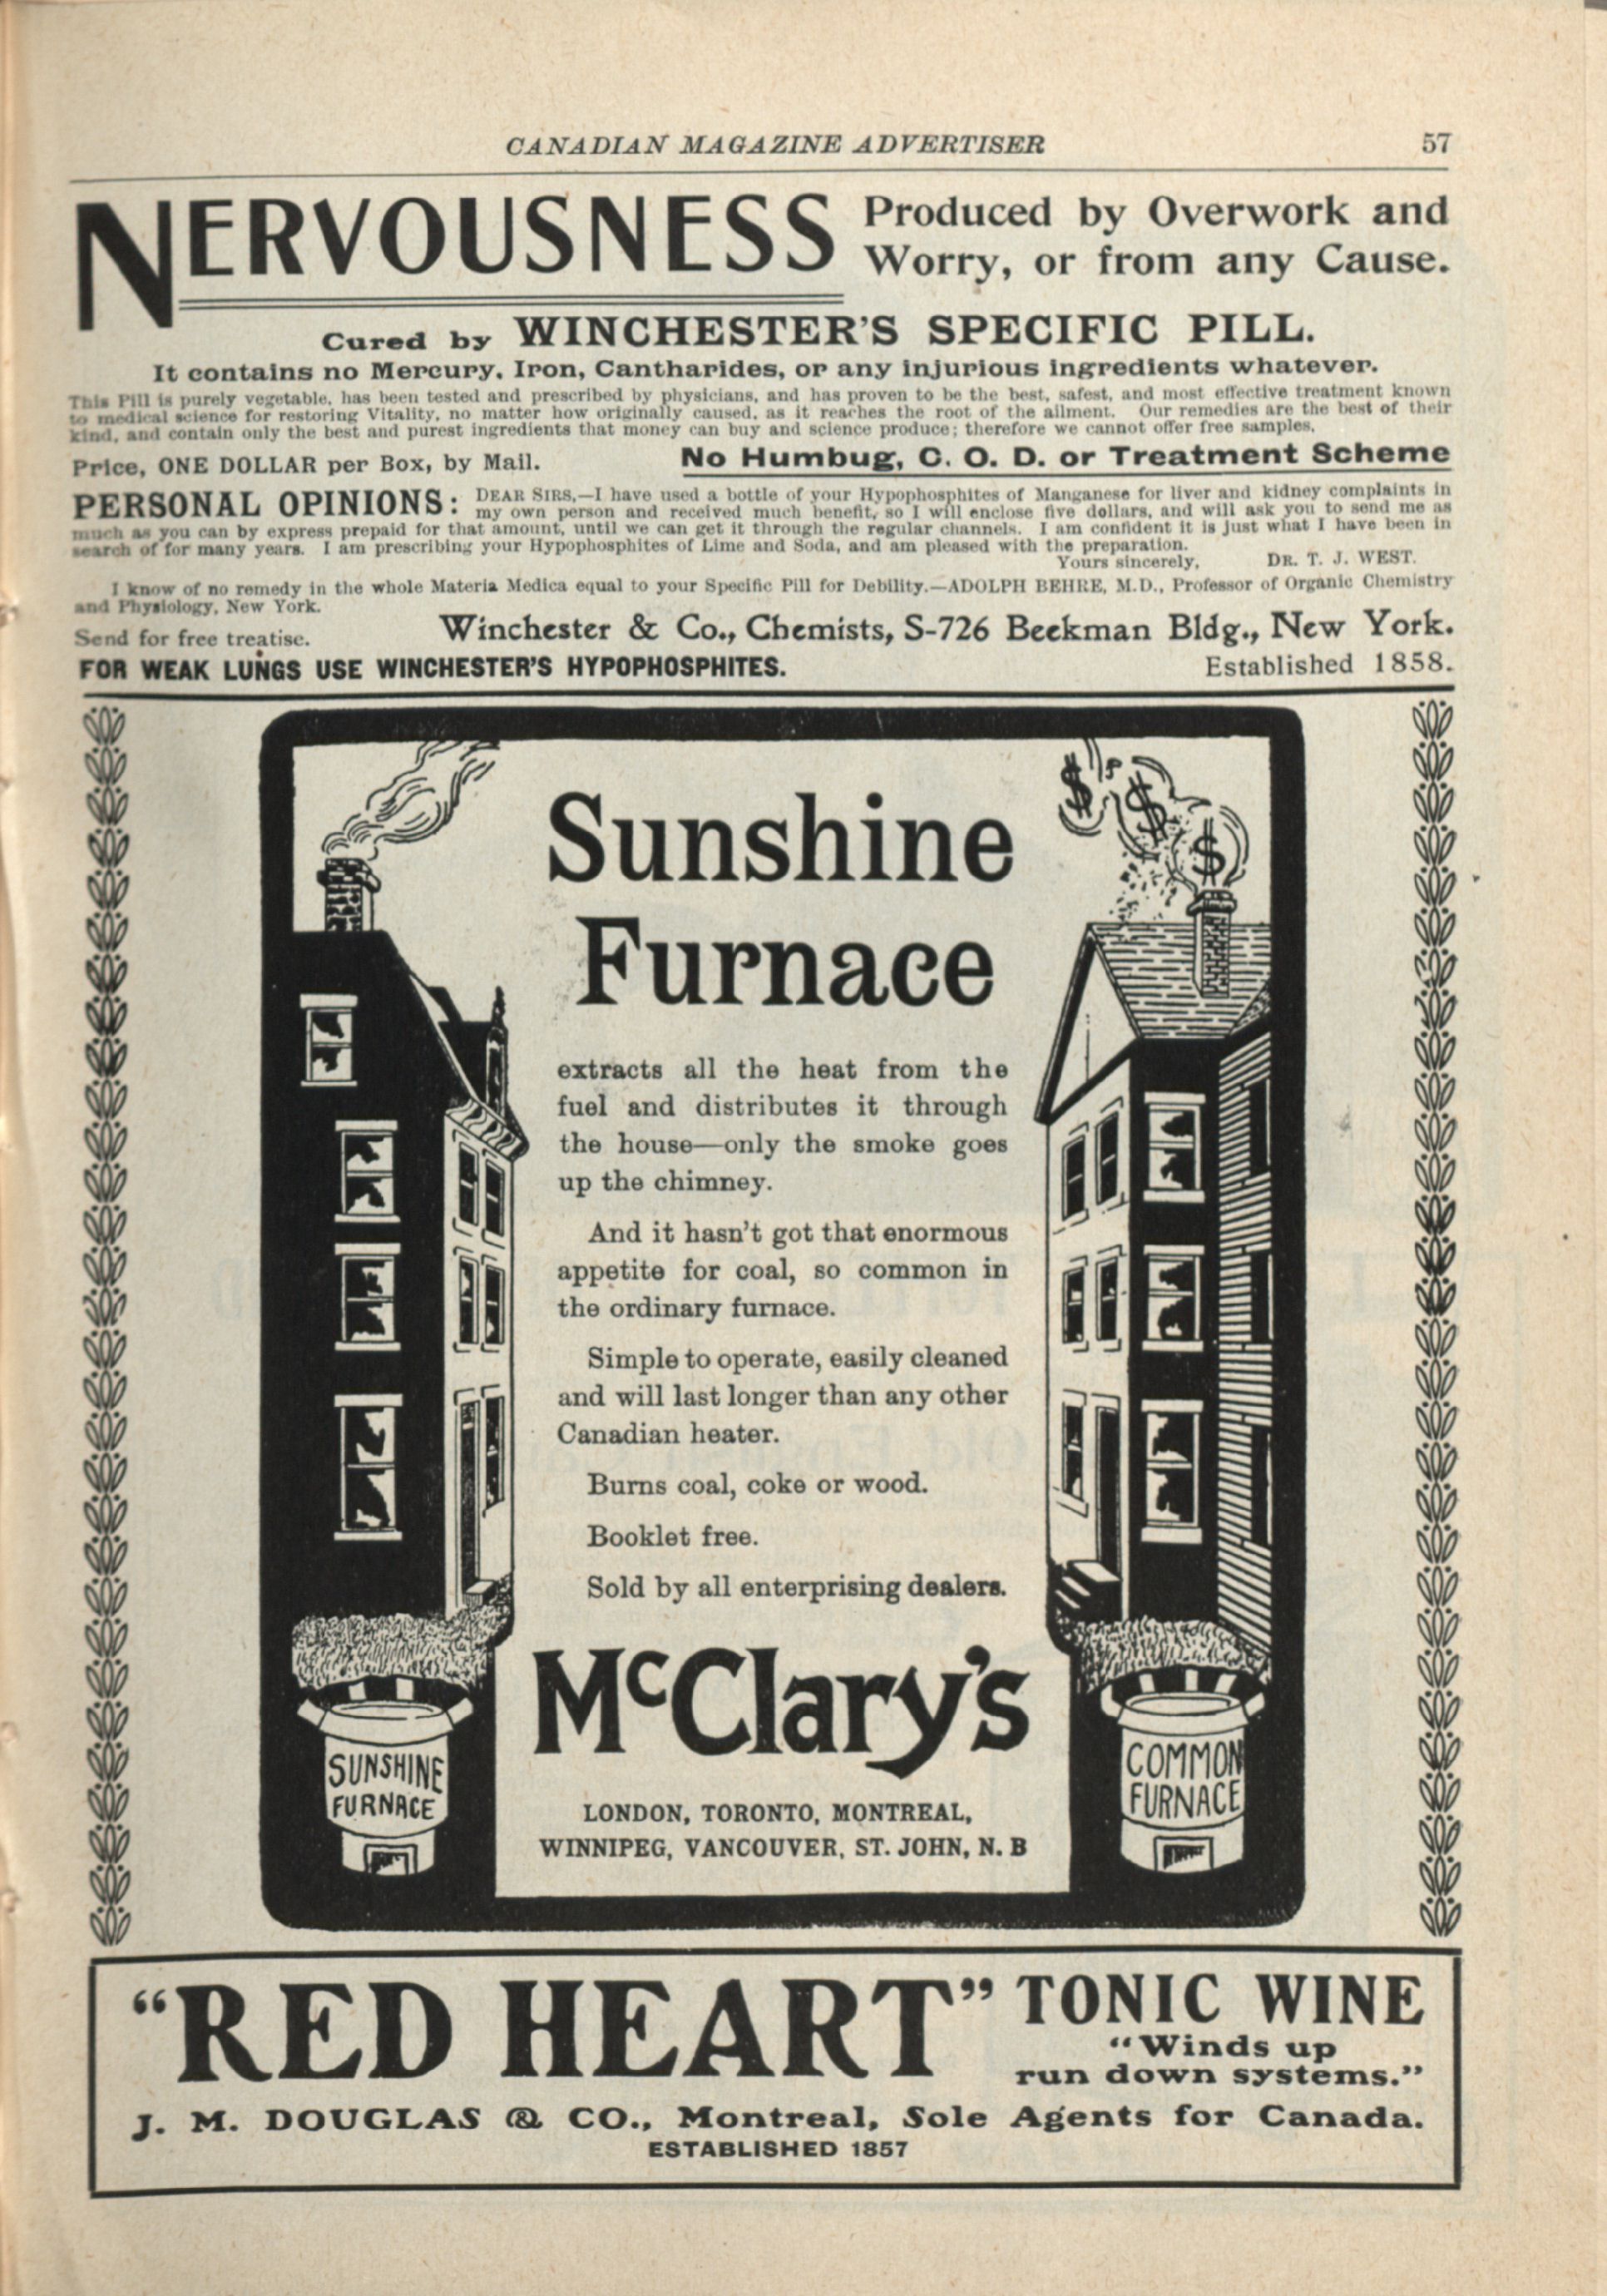 CANADIAN MAGAZINE ADVERTISER 57
NERVOUSNESS Produced by Overwork and
Worry, or from any Cause.
Cured by WINCHESTER'S SPECIFIC PILL.
It contains no Mercury, Iron, Cantharides, or any injurious ingredients whatever.
This Pill is purely vegetable, has been tested and prescribed by physicians, and has proven to be the best, safest, and most effective treatment known
to medical science for restoring Vitality, no matter how originally caused, as it reaches the root of the ailment. Our remedies are the best of their
kind, and contain only the best and purest ingredients that money can buy and science produce; therefore we cannot offer free samples.
Price, ONE DOLLAR per Box, by Mail. No Humbug, C. O. D. or Treatment Scheme
PERSONAL OPINIONS: DEAR SIRS,—I have used a bottle of your Hypophosphites of Manganese for liver and kidney complaints in
my own person and received much benefit, so I will enclose five dollars, and will ask you to send me as
much as you can by express prepaid for that amount, until we can get it through the regular channels. I am confident it is just what I have been in
search of for many years. I am prescribing your Hypophosphites of Lime and Soda, and am pleased with the preparation.
Yours sincerely, DR. T. J. WEST.
I know of no remedy in the whole Materia Medica equal to your Specific Pill for Debility.—ADOLPH BEHRE, M.D., Professor of Organic Chemistry
and Physiology, New York.
Send for free treatise. Winchester & Co., Chemists, S-726 Beekman Bldg., New York.
FOR WEAK LUNGS USE WINCHESTER'S HYPOPHOSPHITES. Established 1858.
$ $ $
Sunshine
Furnace
extracts all the heat from the
fuel and distributes it through
the house—only the smoke goes
up the chimney.
And it hasn't got that enormous
appetite for coal, so common in
the ordinary furnace.
Simple to operate, easily cleaned
and will last longer than any other
Canadian heater.
Burns coal, coke or wood.
Booklet free.
Sold by all enterprising dealers.
McClary's
LONDON, TORONTO, MONTREAL,
WINNIPEG, VANCOUVER, ST. JOHN, N. B
SUNSHINE
FURNACE
COMMON
FURNACE
"RED HEART" TONIC WINE
"Winds up
run down systems."
J. M. DOUGLAS & CO., Montreal, Sole Agents for Canada.
ESTABLISHED 1857